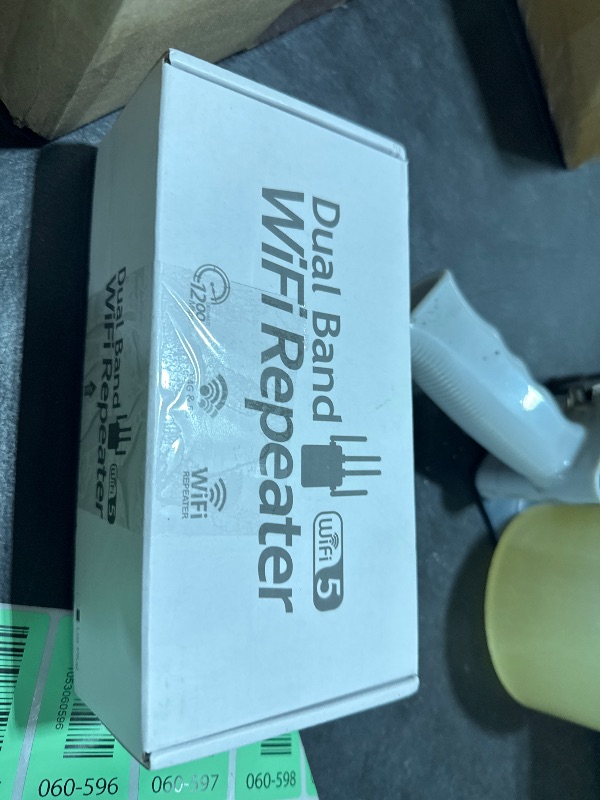 Dual Band
WiFi 5
WiFi Repeater
1200
WiFi
REPEATER
Dual Band
WiFi 5
WiFi Repeater
7053060596
060-596
060-597
060-598